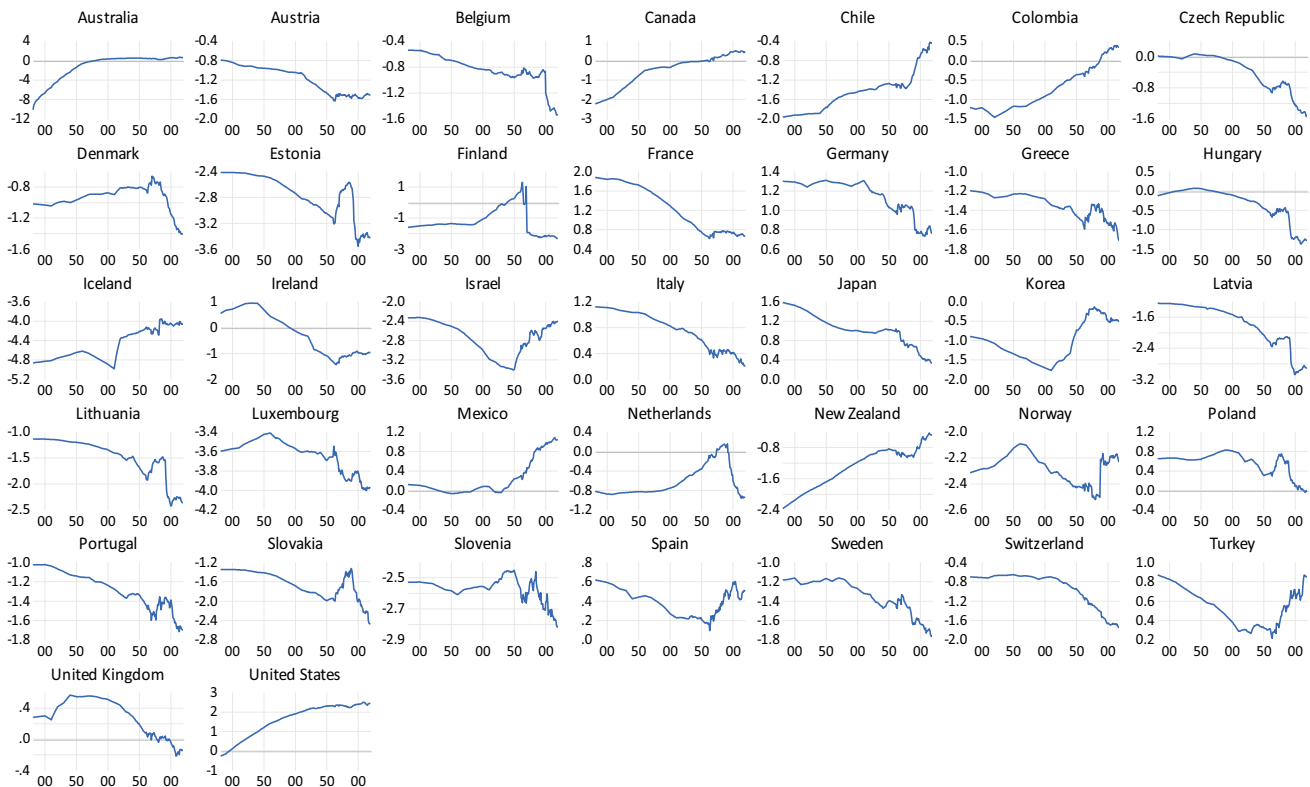 Australia
4
0
-4
-8
-12
00 50 00 50 00
Austria
-0.4
-0.8
-1.2
-1.6
-2.0
00 50 00 50 00
Belgium
-0.4
-0.8
-1.2
-1.6
00 50 00 50 00
Canada
1
0
-1
-2
-3
00 50 00 50 00
Chile
-0.4
-0.8
-1.2
-1.6
-2.0
00 50 00 50 00
Colombia
0.5
0.0
-0.5
-1.0
-1.5
00 50 00 50 00
Czech Republic
0.0
-0.8
-1.6
00 50 00 50 00
Denmark
-0.8
-1.2
-1.6
00 50 00 50 00
Estonia
-2.4
-2.8
-3.2
-3.6
00 50 00 50 00
Finland
1
-1
-3
00 50 00 50 00
France
2.0
1.6
1.2
0.8
0.4
00 50 00 50 00
Germany
1.4
1.2
1.0
0.8
0.6
00 50 00 50 00
Greece
-1.0
-1.2
-1.4
-1.6
-1.8
00 50 00 50 00
Hungary
0.5
0.0
-0.5
-1.0
-1.5
00 50 00 50 00
Iceland
-3.6
-4.0
-4.4
-4.8
-5.2
00 50 00 50 00
Ireland
1
0
-1
-2
00 50 00 50 00
Israel
-2.0
-2.4
-2.8
-3.2
-3.6
00 50 00 50 00
Italy
1.2
0.8
0.4
0.0
00 50 00 50 00
Japan
1.6
1.2
0.8
0.4
0.0
00 50 00 50 00
Korea
0.0
-0.5
-1.0
-1.5
-2.0
00 50 00 50 00
Latvia
-1.6
-2.4
-3.2
00 50 00 50 00
Lithuania
-1.0
-1.5
-2.0
-2.5
00 50 00 50 00
Luxembourg
-3.4
-3.6
-3.8
-4.0
-4.2
00 50 00 50 00
Mexico
1.2
0.8
0.4
0.0
-0.4
00 50 00 50 00
Netherlands
0.4
0.0
-0.4
-0.8
-1.2
00 50 00 50 00
New Zealand
-0.8
-1.6
-2.4
00 50 00 50 00
Norway
-2.0
-2.2
-2.4
-2.6
00 50 00 50 00
Poland
1.2
0.8
0.4
0.0
-0.4
00 50 00 50 00
Portugal
-1.0
-1.2
-1.4
-1.6
-1.8
00 50 00 50 00
Slovakia
-1.2
-1.6
-2.0
-2.4
-2.8
00 50 00 50 00
Slovenia
-2.5
-2.7
-2.9
00 50 00 50 00
Spain
.8
.6
.4
.2
.0
00 50 00 50 00
Sweden
-1.0
-1.2
-1.4
-1.6
-1.8
00 50 00 50 00
Switzerland
-0.4
-0.8
-1.2
-1.6
-2.0
00 50 00 50 00
Turkey
1.0
0.8
0.6
0.4
0.2
00 50 00 50 00
United Kingdom
.4
.0
-.4
00 50 00 50 00
United States
3
2
1
0
-1
00 50 00 50 00